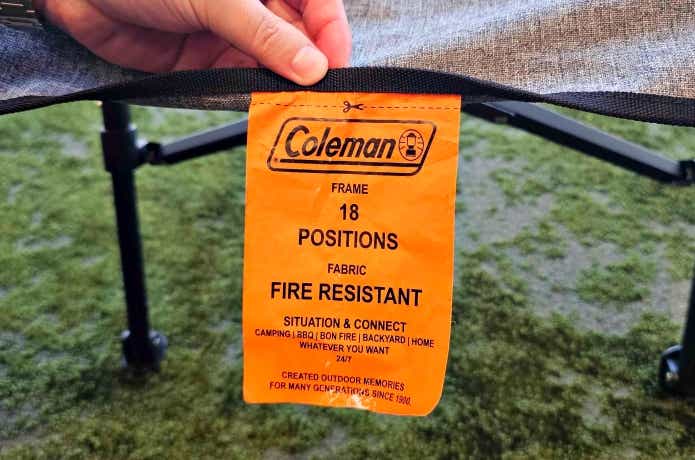 Coleman
FRAME
18
POSITIONS
FABRIC
FIRE RESISTANT
SITUATION & CONNECT
CAMPING | BBQ | BON FIRE | BACKYARD | HOME
WHATEVER YOU WANT
24/7
CREATED OUTDOOR MEMORIES
FOR MANY GENERATIONS SINCE 1900.